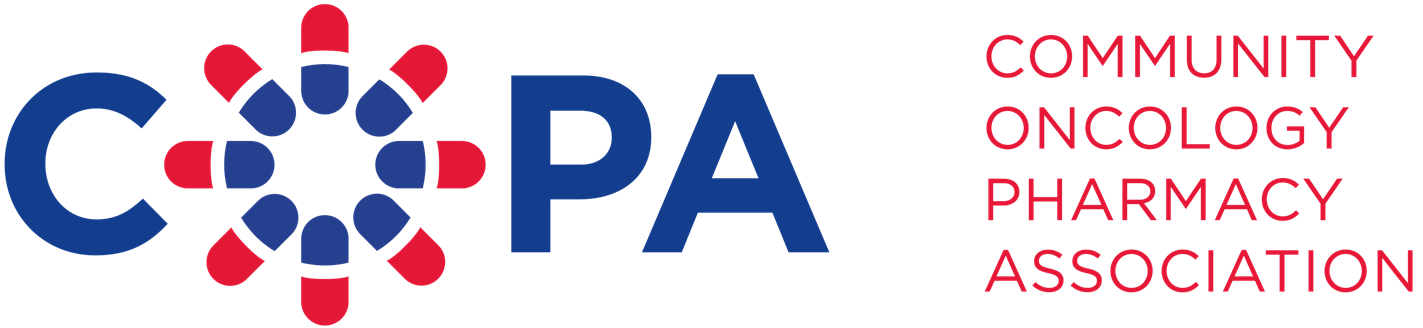 COPA
COMMUNITY
ONCOLOGY
PHARMACY
ASSOCIATION